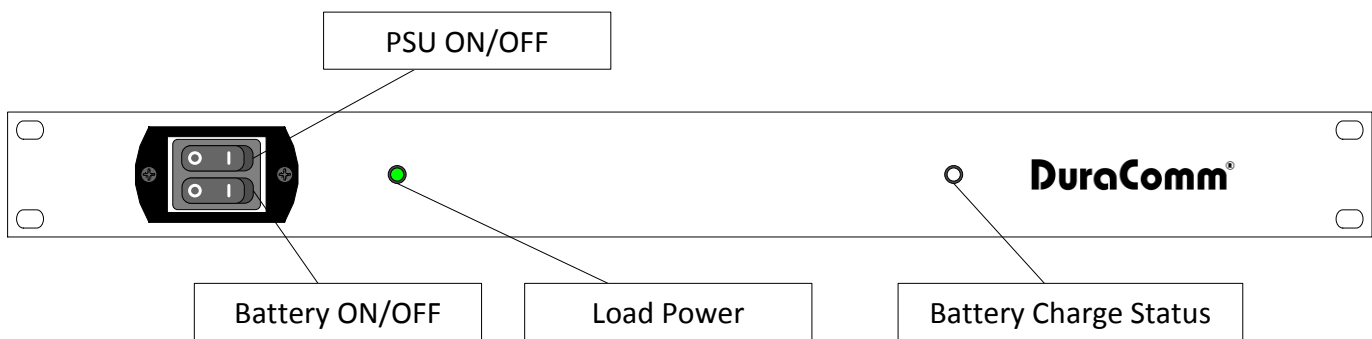 PSU ON/OFF
O I
O I
DuraComm®
Battery ON/OFF
Load Power
Battery Charge Status